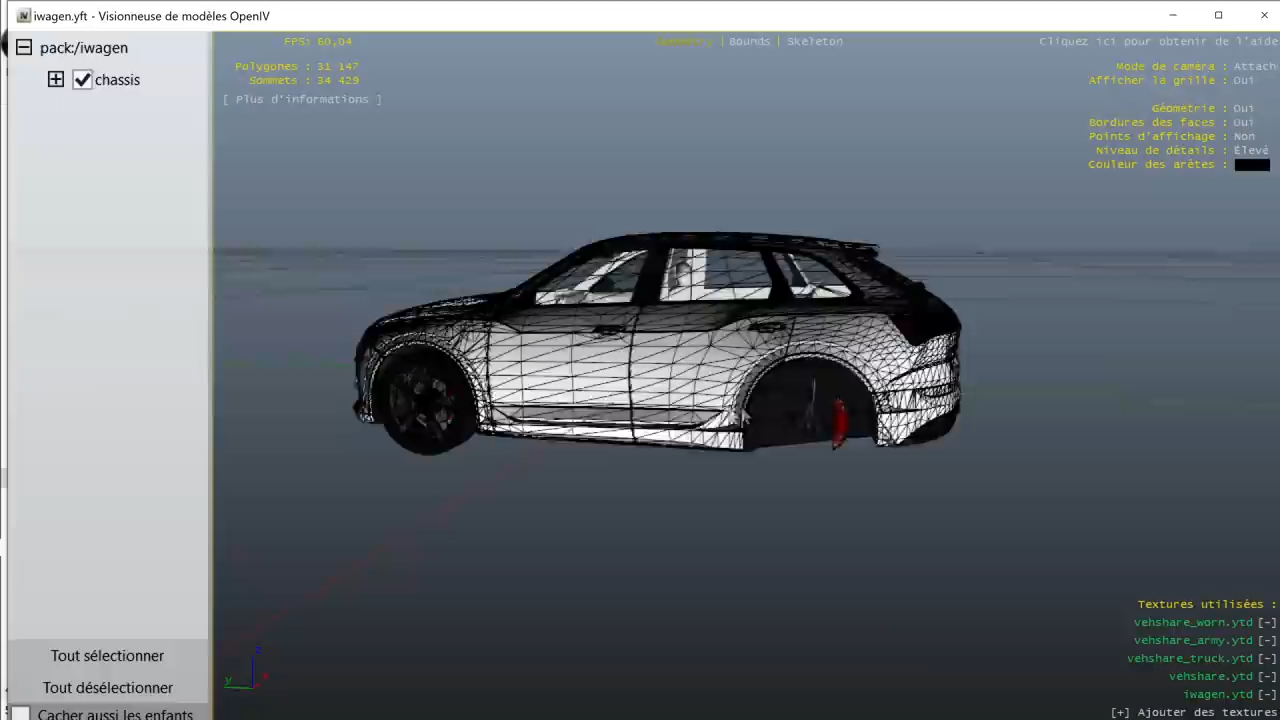 iwagen.yft - Visionneuse de modèles OpenIV
pack:/iwagen
chassis
Tout sélectionner
Tout désélectionner
Cacher aussi les enfants
FPS: 60,04
Polygones : 31 147
Sommets : 34 429
[ Plus d'informations ]
| Bounds | Skeleton
Cliquez ici pour obtenir de l'aide
Mode de caméra : Attach
Afficher la grille : Oui
Géométrie : Oui
Bordures des faces : Oui
Points d'affichage : Non
Niveau de détails : Élevé
Couleur des arêtes :
z
y
Textures utilisées :
vehshare_worn.ytd [-]
vehshare_army.ytd [-]
vehshare_truck.ytd [-]
vehshare.ytd [-]
iwagen.ytd [-]
[+] Ajouter des textures